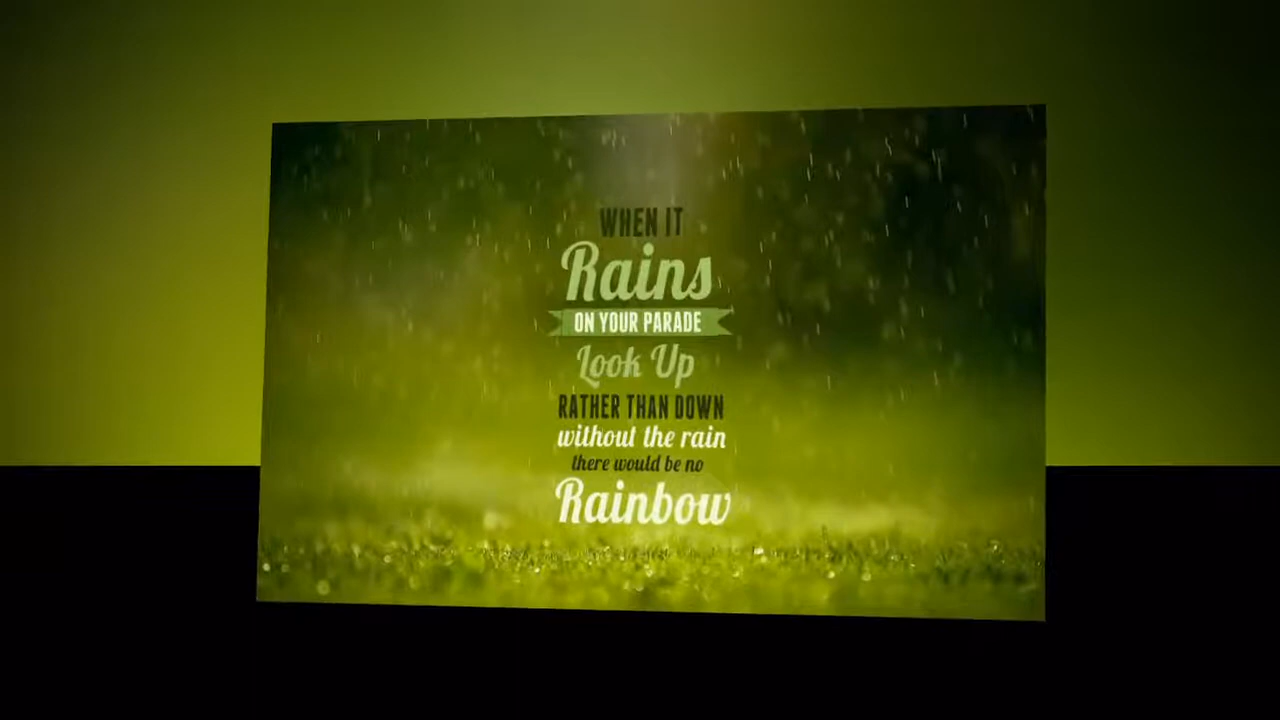 WHEN IT
Rains
ON YOUR PARADE
Look Up
RATHER THAN DOWN
without the rain
there would be no
Rainbow